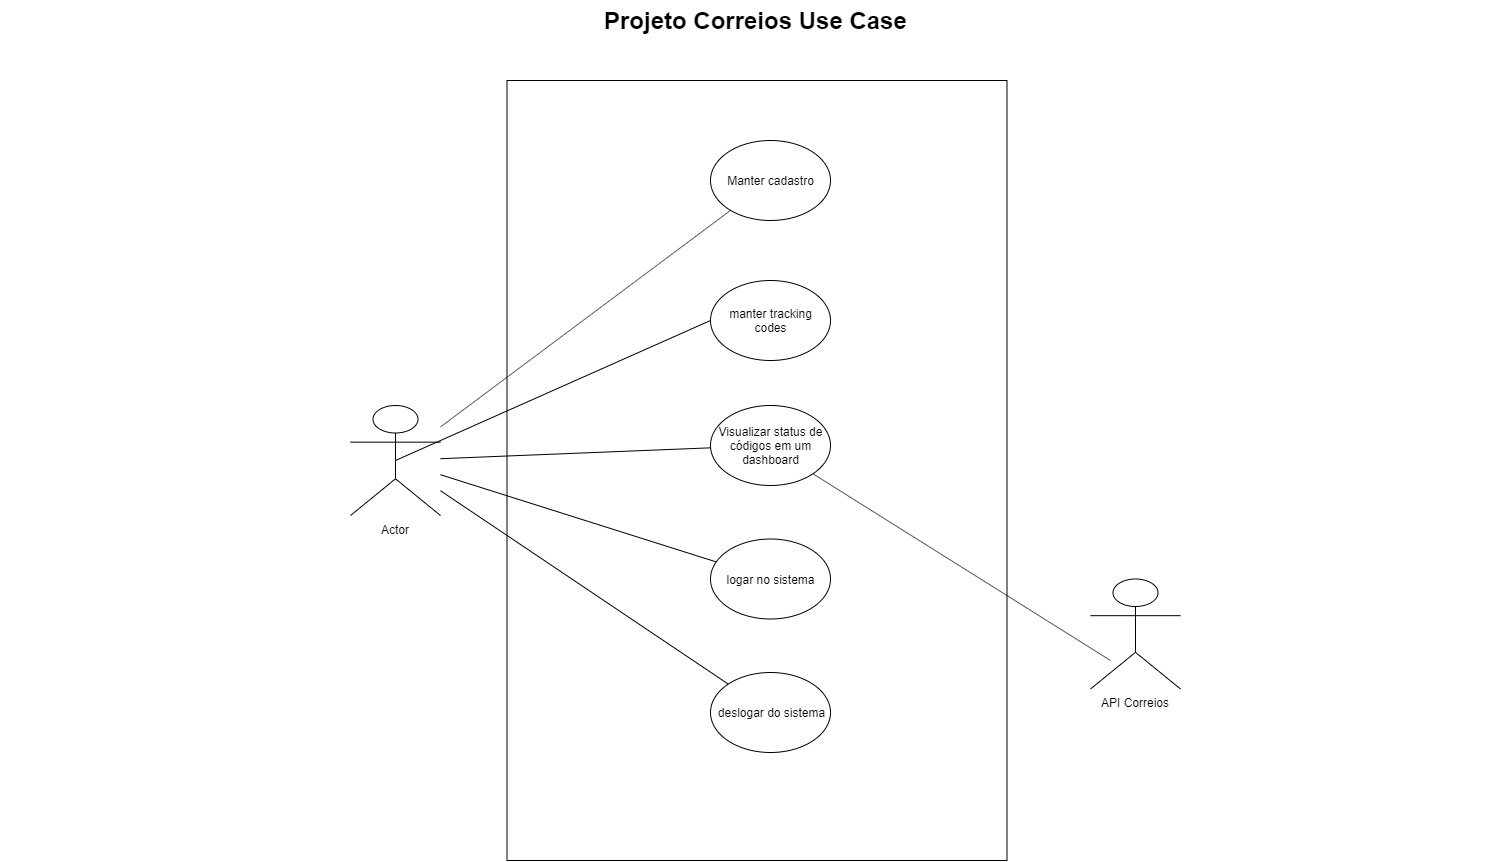 Projeto Correios Use Case
Manter cadastro
manter tracking
codes
Visualizar status de
códigos em um
dashboard
Actor
logar no sistema
API Correios
deslogar do sistema